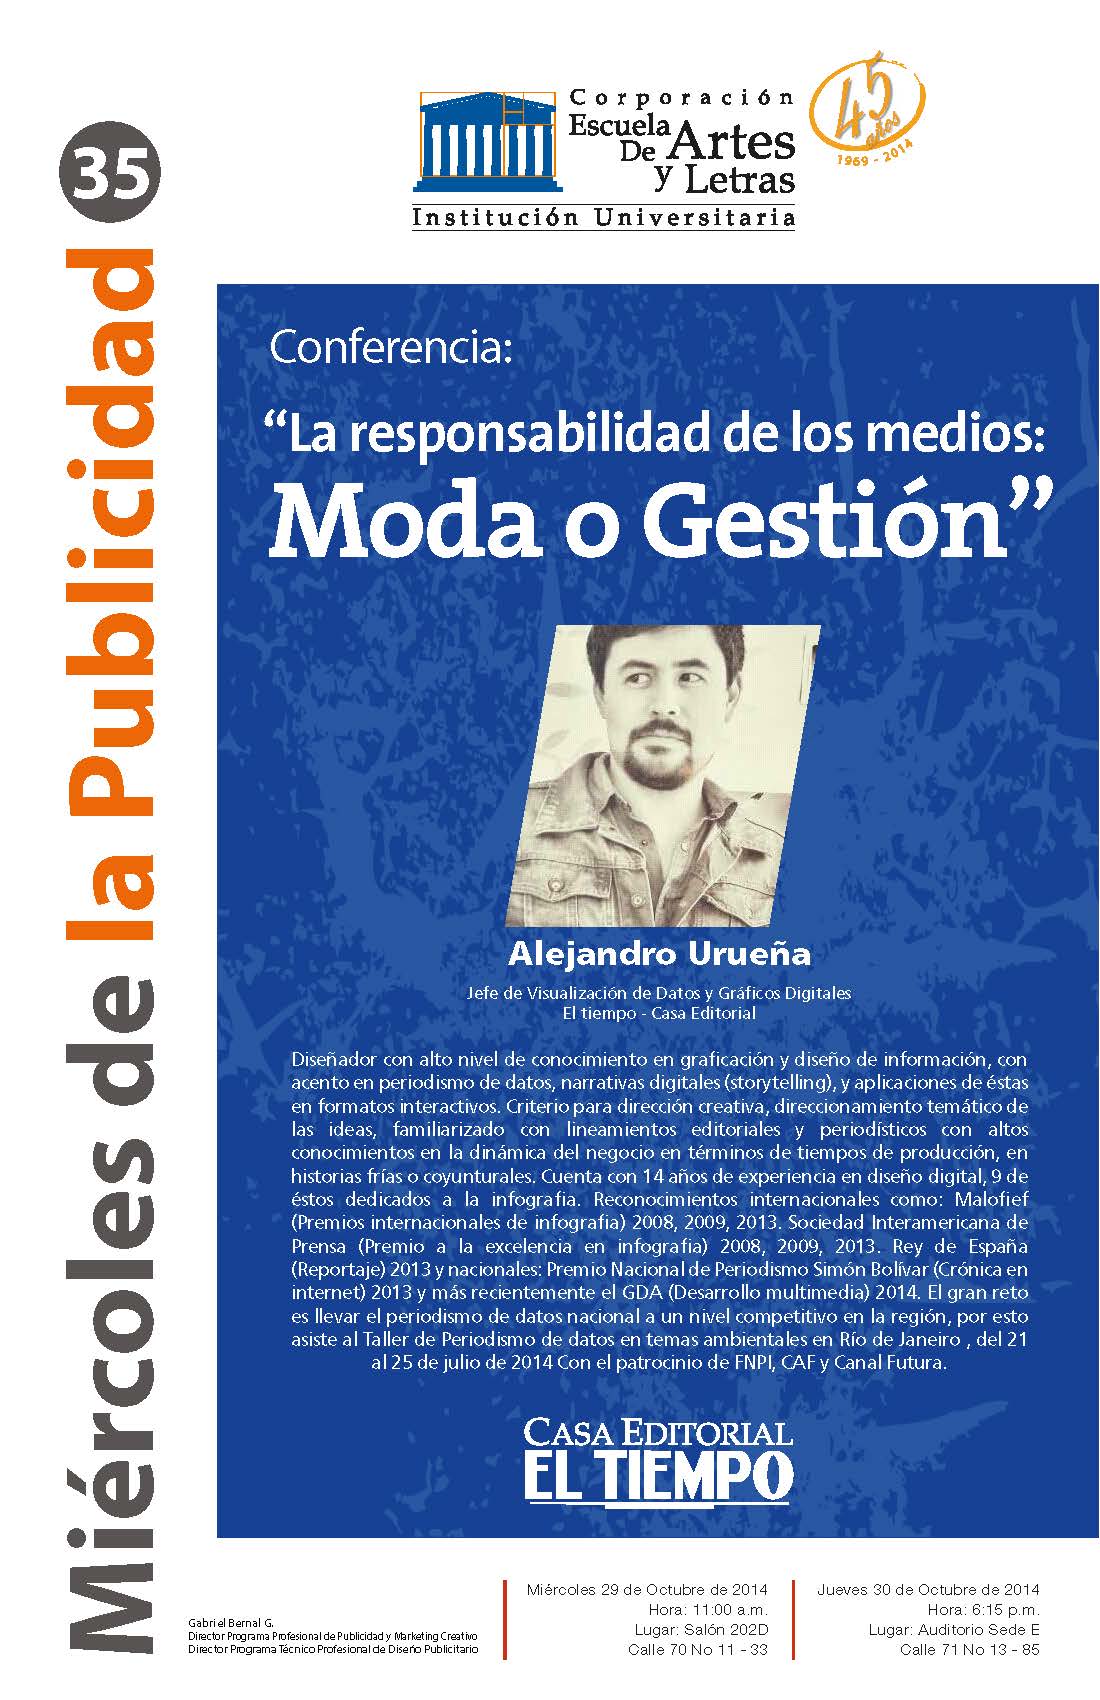 Corporación
Escuela
De Artes
y Letras
Institución Universitaria
45
años
1969 - 2014
Miércoles de la Publicidad 35
Conferencia:
“La responsabilidad de los medios:
Moda o Gestión”
Alejandro Urueña
Jefe de Visualización de Datos y Gráficos Digitales
El tiempo - Casa Editorial
Diseñador con alto nivel de conocimiento en graficación y diseño de información, con
acento en periodismo de datos, narrativas digitales (storytelling), y aplicaciones de éstas
en formatos interactivos. Criterio para dirección creativa, direccionamiento temático de
las ideas, familiarizado con lineamientos editoriales y periodísticos con altos
conocimientos en la dinámica del negocio en términos de tiempos de producción, en
historias frías o coyunturales. Cuenta con 14 años de experiencia en diseño digital, 9 de
éstos dedicados a la infografia. Reconocimientos internacionales como: Malofief
(Premios internacionales de infografia) 2008, 2009, 2013. Sociedad Interamericana de
Prensa (Premio a la excelencia en infografia) 2008, 2009, 2013. Rey de España
(Reportaje) 2013 y nacionales: Premio Nacional de Periodismo Simón Bolívar (Crónica en
internet) 2013 y más recientemente el GDA (Desarrollo multimedia) 2014. El gran reto
es llevar el periodismo de datos nacional a un nivel competitivo en la región, por esto
asiste al Taller de Periodismo de datos en temas ambientales en Río de Janeiro , del 21
al 25 de julio de 2014 Con el patrocinio de FNPI, CAF y Canal Futura.
CASA EDITORIAL
EL TIEMPO
Gabriel Bernal G.
Director Programa Profesional de Publicidad y Marketing Creativo
Director Programa Técnico Profesional de Diseño Publicitario
Miércoles 29 de Octubre de 2014
Hora: 11:00 a.m.
Lugar: Salón 202D
Calle 70 No 11 - 33
Jueves 30 de Octubre de 2014
Hora: 6:15 p.m.
Lugar: Auditorio Sede E
Calle 71 No 13 - 85